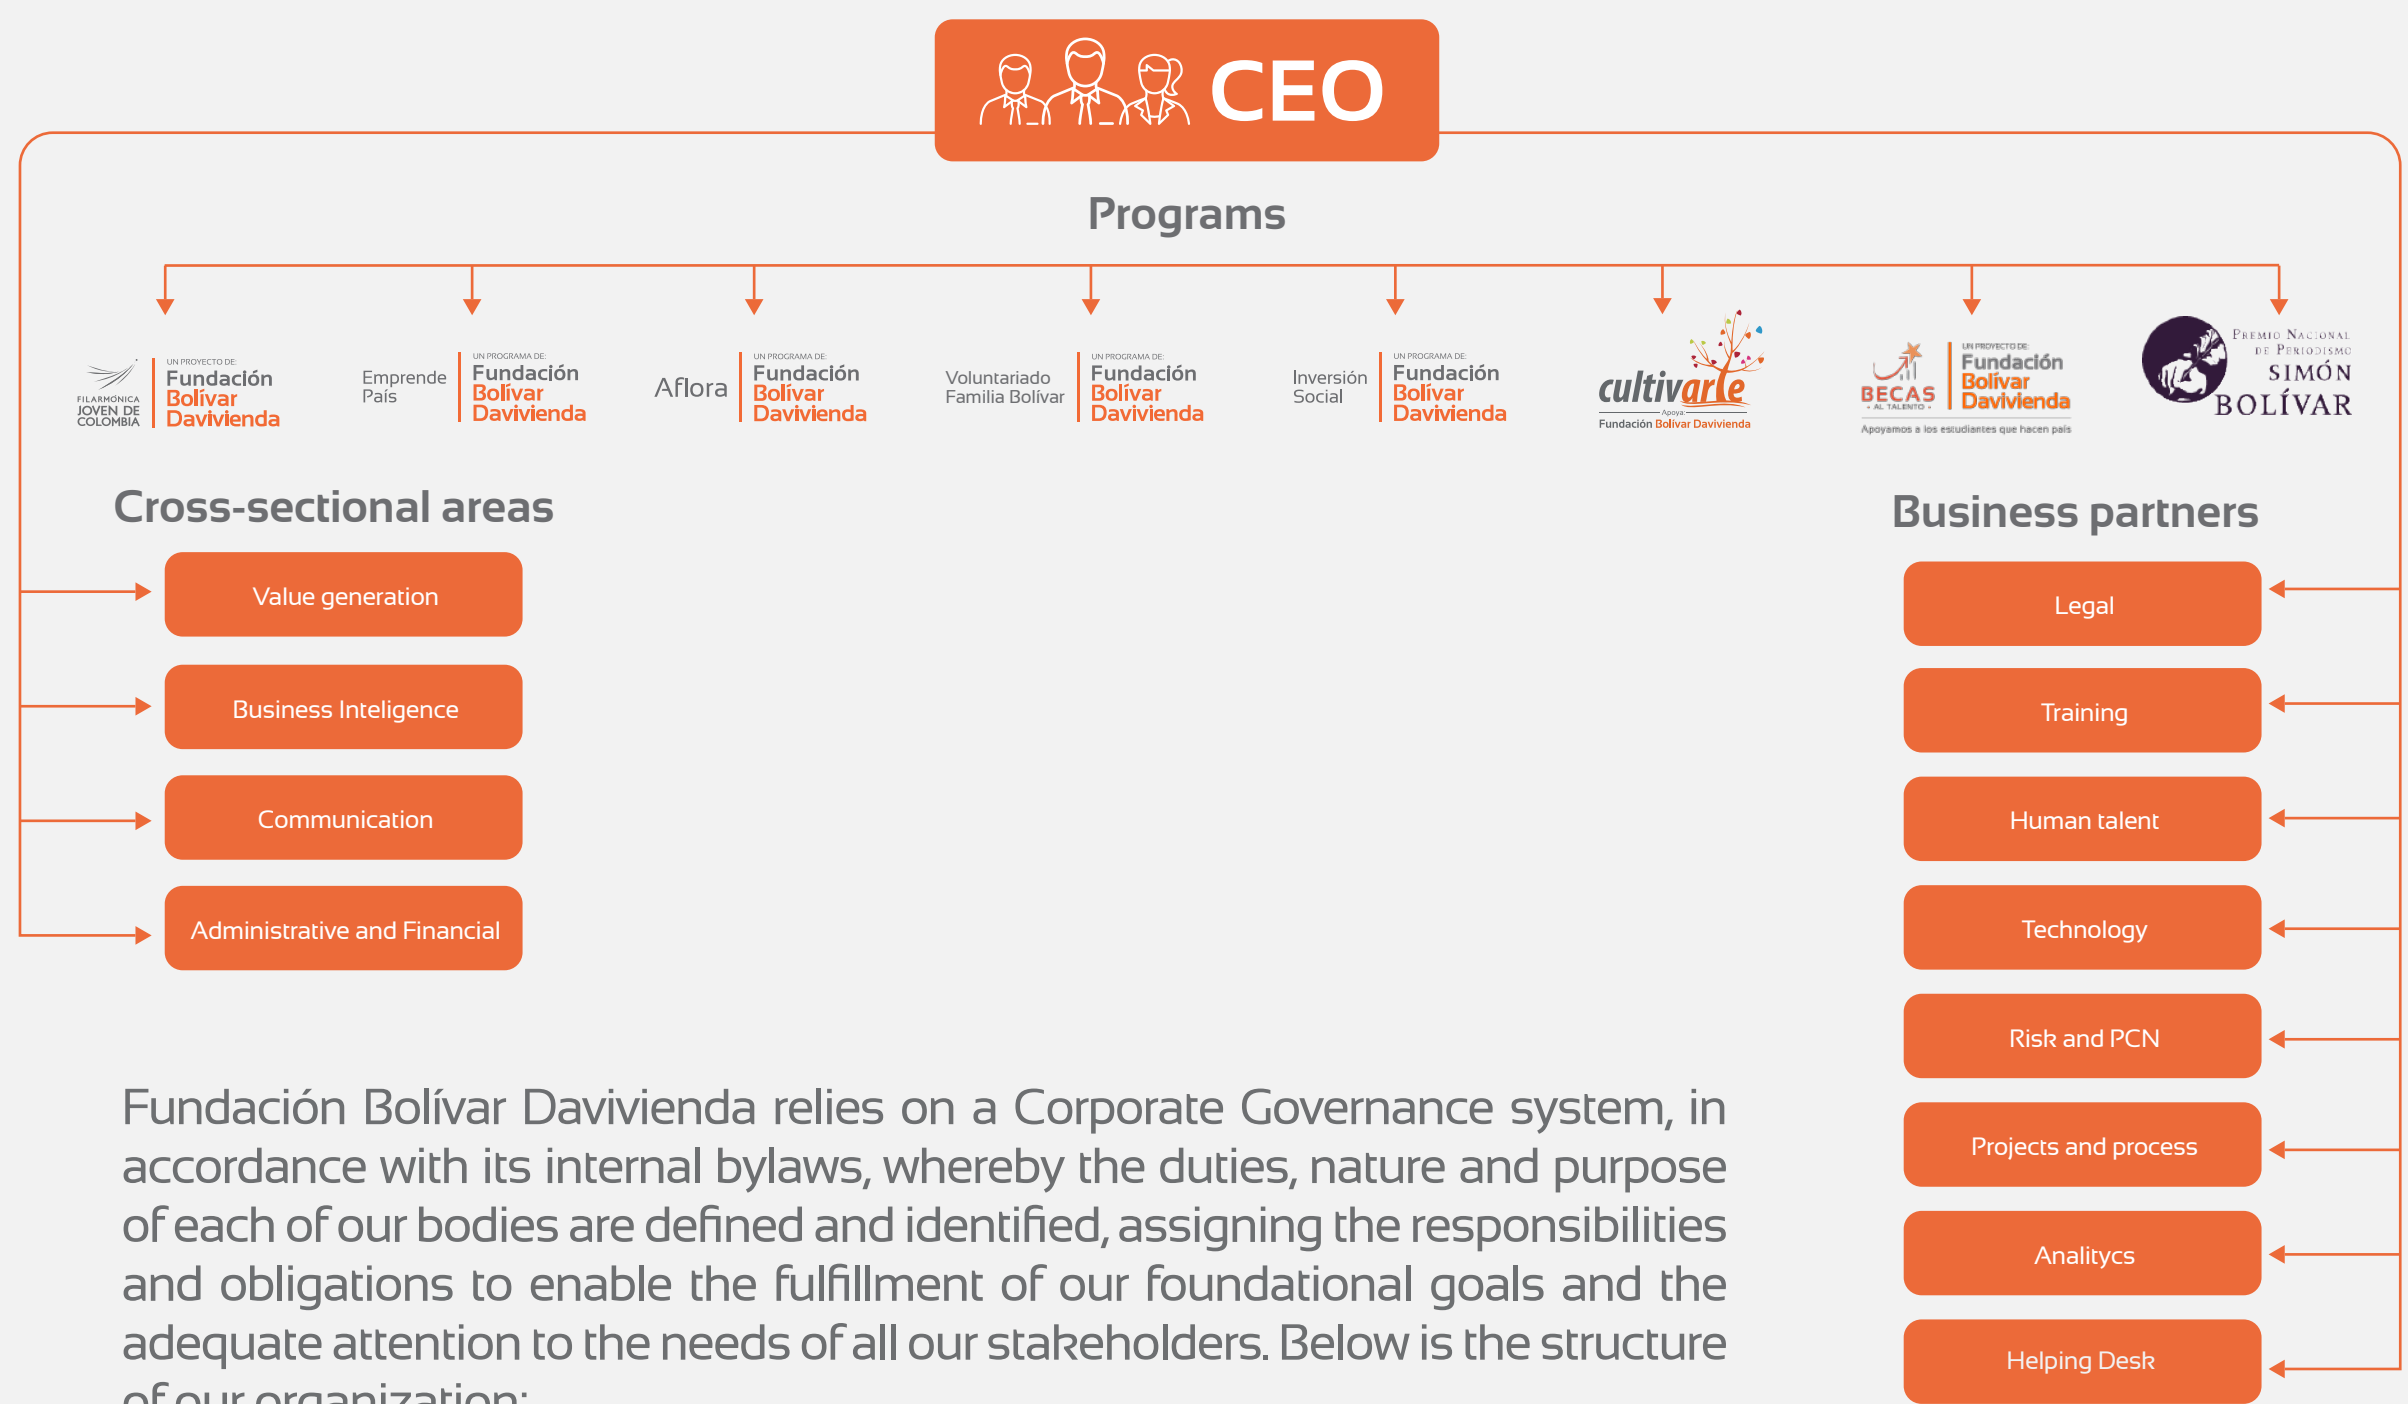 CEO
Programs
FILARMÓNICA
JOVEN DE
COLOMBIA
UN PROYECTO DE:
Fundación
Bolívar
Davivienda
Emprende
País
UN PROGRAMA DE:
Fundación
Bolívar
Davivienda
Aflora
UN PROGRAMA DE:
Fundación
Bolívar
Davivienda
Voluntariado
Familia Bolívar
UN PROGRAMA DE:
Fundación
Bolívar
Davivienda
Inversión
Social
UN PROGRAMA DE:
Fundación
Bolívar
Davivienda
cultivarte
Apoya:
Fundación Bolívar Davivienda
BECAS
- AL TALENTO -
UN PROYECTO DE:
Fundación
Bolívar
Davivienda
Apoyamos a los estudiantes que hacen país
PREMIO NACIONAL
DE PERIODISMO
SIMÓN
BOLÍVAR
Cross-sectional areas
Value generation
Business Inteligence
Communication
Administrative and Financial
Business partners
Legal
Training
Human talent
Technology
Risk and PCN
Projects and process
Analitycs
Helping Desk
Fundación Bolívar Davivienda relies on a Corporate Governance system, in
accordance with its internal bylaws, whereby the duties, nature and purpose
of each of our bodies are defined and identified, assigning the responsibilities
and obligations to enable the fulfillment of our foundational goals and the
adequate attention to the needs of all our stakeholders. Below is the structure
of our organization: